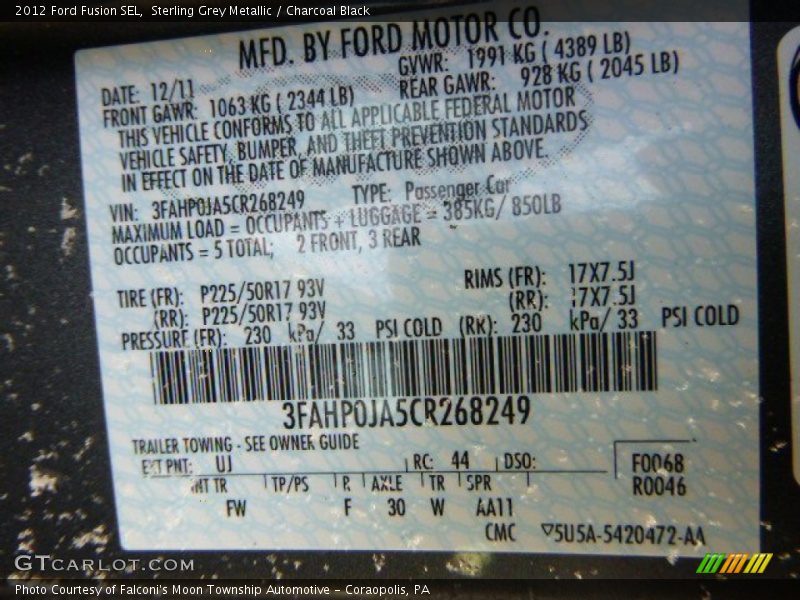 2012 Ford Fusion SEL, Sterling Grey Metallic / Charcoal Black
MFD. BY FORD MOTOR CO.
DATE: 12/11 GVWR: 1991 KG ( 4389 LB)
FRONT GAWR: 1063 KG ( 2344 LB) REAR GAWR: 928 KG ( 2045 LB)
THIS VEHICLE CONFORMS TO ALL APPLICABLE FEDERAL MOTOR
VEHICLE SAFETY, BUMPER, AND THEFT PREVENTION STANDARDS
IN EFFECT ON THE DATE OF MANUFACTURE SHOWN ABOVE.
VIN: 3FAHP0JA5CR268249 TYPE: Passenger Car
MAXIMUM LOAD = OCCUPANTS + LUGGAGE = 385KG/ 850LB
OCCUPANTS = 5 TOTAL; 2 FRONT, 3 REAR
TIRE (FR): P225/50R17 93V RIMS (FR): 17X7.5J
(RR): P225/50R17 93V (RR): 17X7.5J
PRESSURE (FR): 230 kPa/ 33 PSI COLD (RR): 230 kPa/ 33 PSI COLD
3FAHP0JA5CR268249
TRAILER TOWING - SEE OWNER GUIDE
EXT PNT: UJ RC: 44 DSO: F0068
INT TR TP/PS R AXLE TR SPR R0046
FW F 30 W AA11
CMC ▽5U5A-5420472-AA
GTCARLOT.COM
Photo Courtesy of Falconi's Moon Township Automotive - Coraopolis, PA